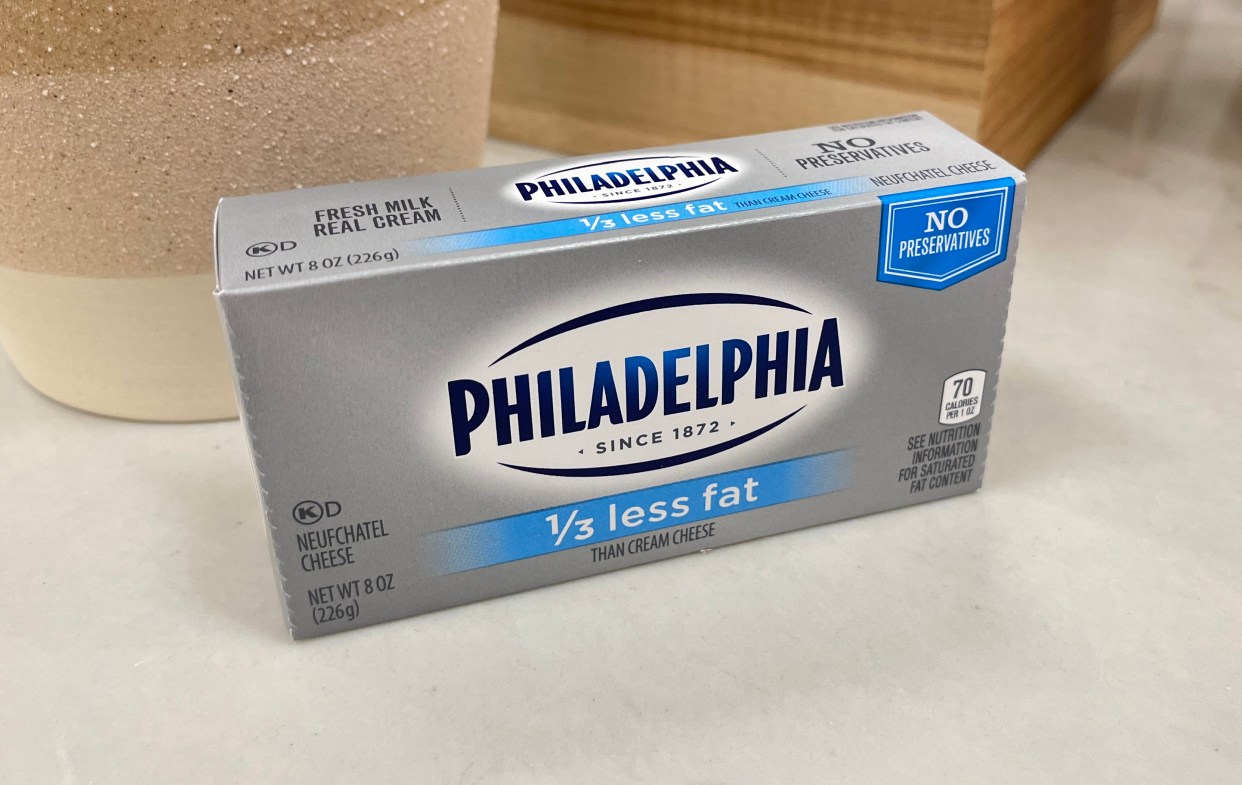 FRESH MILK
REAL CREAM
PHILADELPHIA
SINCE 1872
NO
PRESERVATIVES
KD
NET WT 8 OZ (226g)
1/3 less fat THAN CREAM CHEESE
NEUFCHATEL CHEESE
NO
PRESERVATIVES
PHILADELPHIA
SINCE 1872
70
CALORIES
PER 1 OZ
SEE NUTRITION
INFORMATION
FOR SATURATED
FAT CONTENT
1/3 less fat
THAN CREAM CHEESE
KD
NEUFCHATEL
CHEESE
NET WT 8 OZ
(226g)